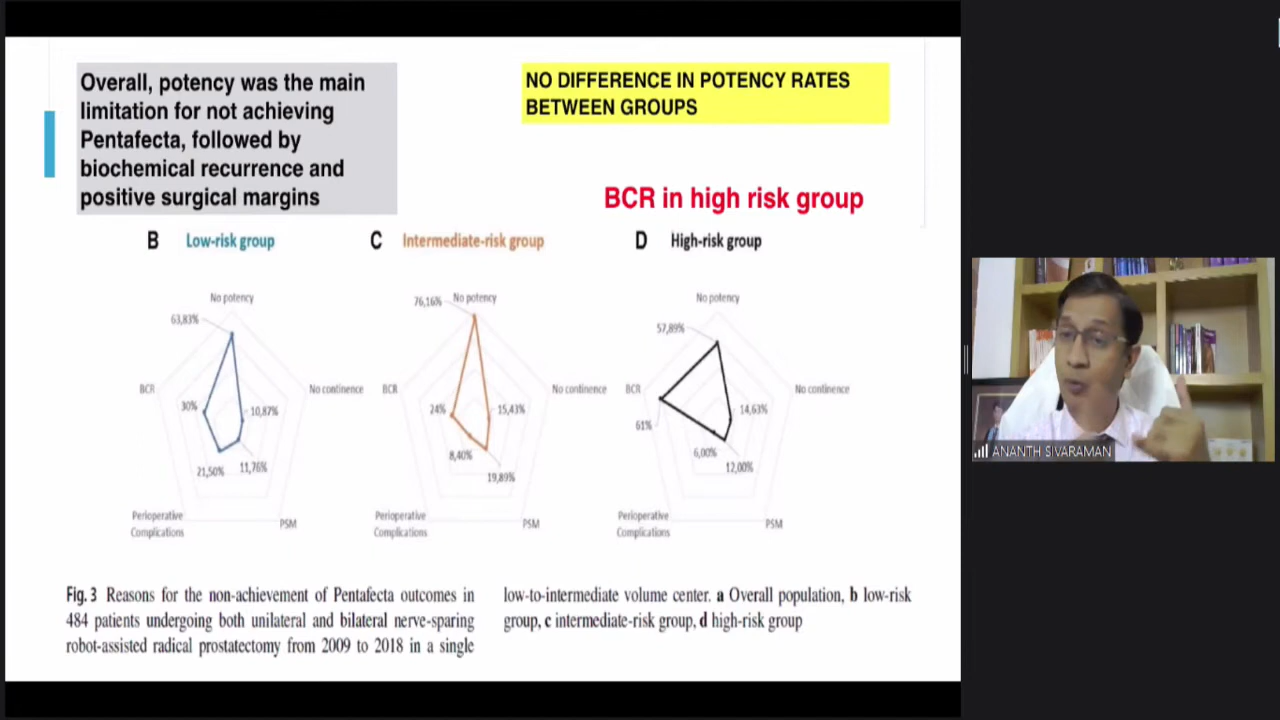 Overall, potency was the main
limitation for not achieving
Pentafecta, followed by
biochemical recurrence and
positive surgical margins
NO DIFFERENCE IN POTENCY RATES
BETWEEN GROUPS
BCR in high risk group
B Low-risk group
No potency
63,83%
BCR
No continence
30%
10,87%
21,50%
11,76%
Perioperative
Complications
PSM
C Intermediate-risk group
76,16%
No potency
BCR
No continence
24%
15,43%
8,40%
19,89%
Perioperative
Complications
PSM
D High-risk group
No potency
57,89%
BCR
No continence
61%
14,63%
6,00%
12,00%
Perioperative
Complications
PSM
Fig. 3 Reasons for the non-achievement of Pentafecta outcomes in
484 patients undergoing both unilateral and bilateral nerve-sparing
robot-assisted radical prostatectomy from 2009 to 2018 in a single
low-to-intermediate volume center. a Overall population, b low-risk
group, c intermediate-risk group, d high-risk group
ANANTH SIVARAMAN